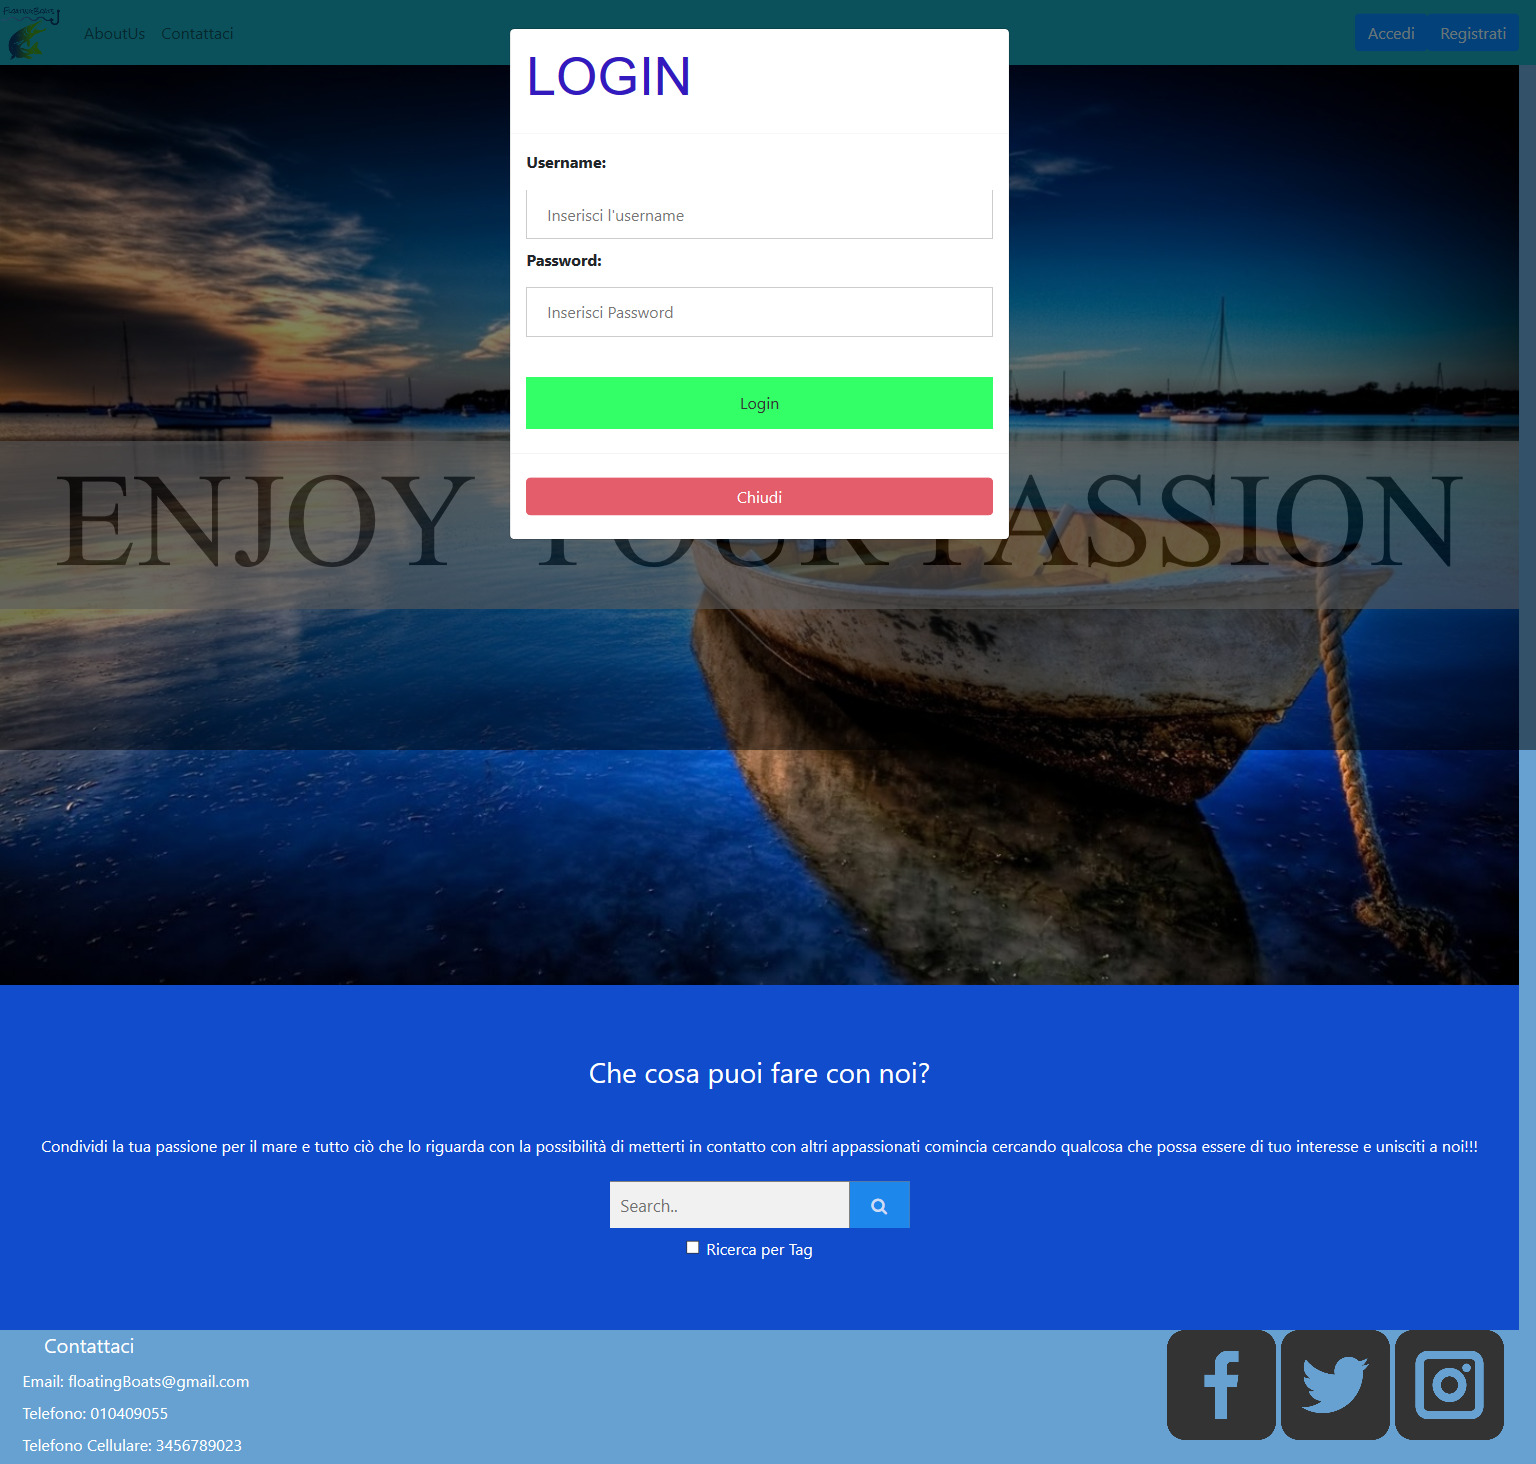 FloatingBoats
AboutUs Contattaci
Accedi Registrati
LOGIN
Username:
Inserisci l'username
Password:
Inserisci Password
Login
Chiudi
ENJOY YOUR PASSION
Che cosa puoi fare con noi?
Condividi la tua passione per il mare e tutto ciò che lo riguarda con la possibilità di metterti in contatto con altri appassionati comincia cercando qualcosa che possa essere di tuo interesse e unisciti a noi!!!
Search..
Ricerca per Tag
Contattaci
Email: floatingBoats@gmail.com
Telefono: 010409055
Telefono Cellulare: 3456789023